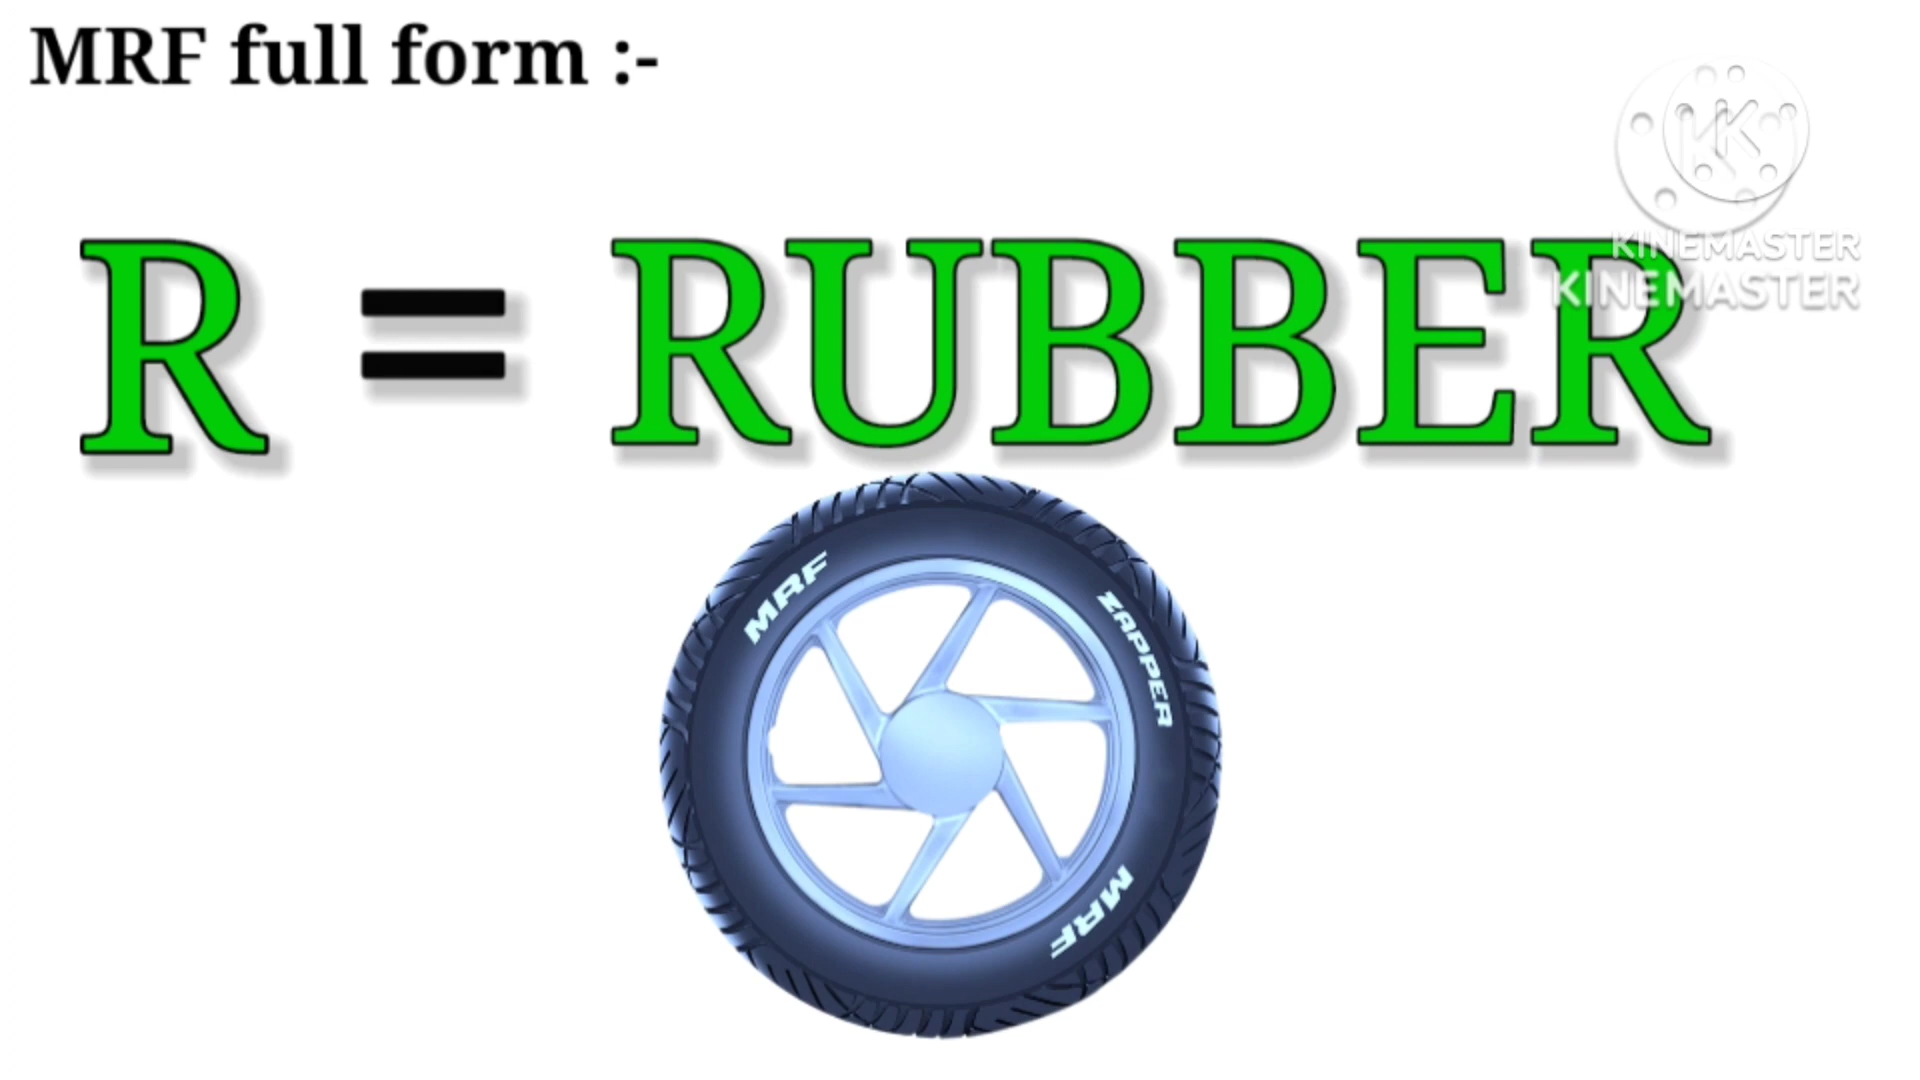 MRF full form :-
KINEMASTER
KINEMASTER
R = RUBBER
MRF
ZAPPER
MRF